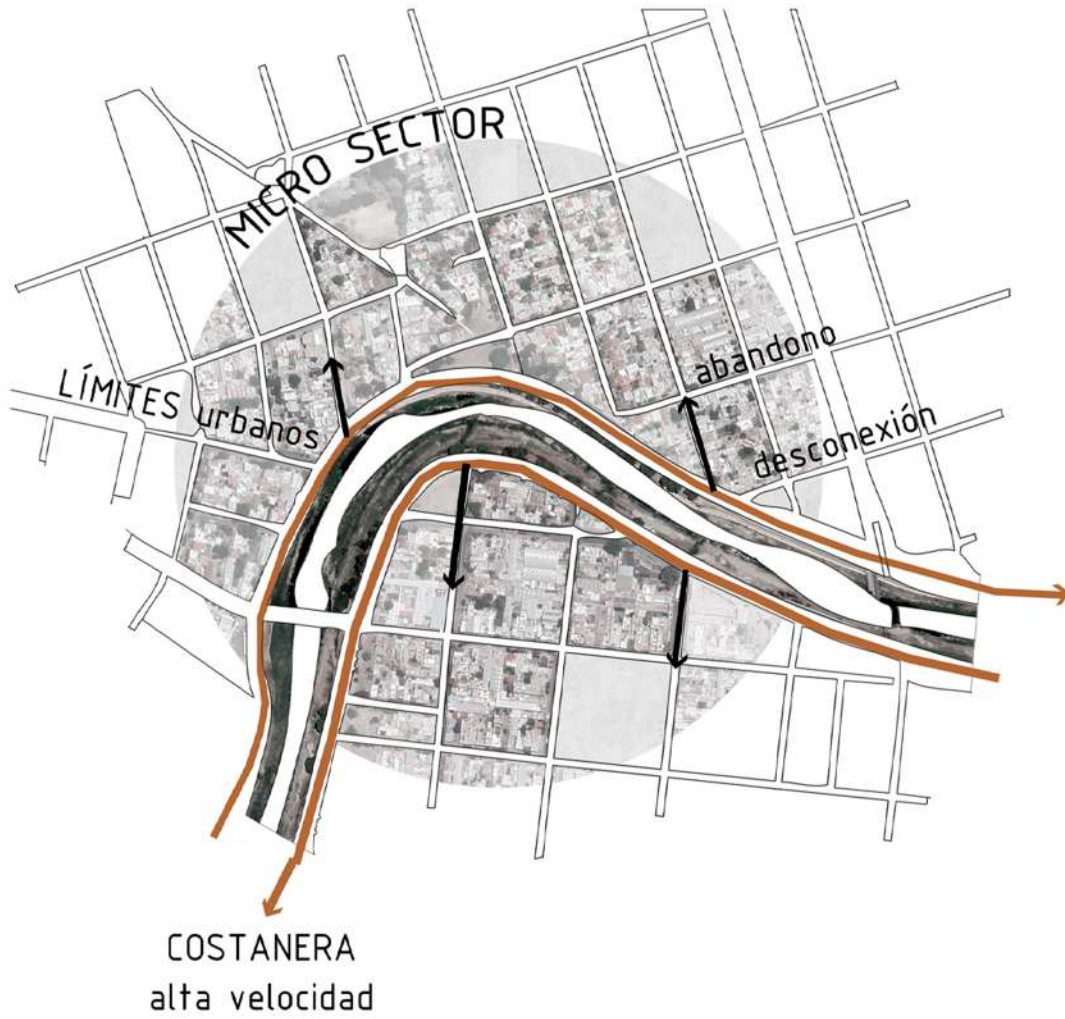 MICRO SECTOR
LÍMITES urbanos
abandono
desconexión
COSTANERA
alta velocidad